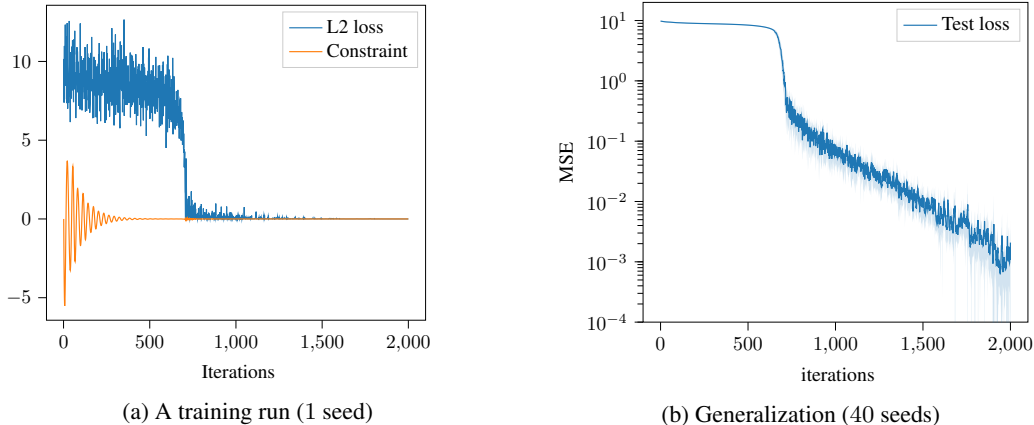 L2 loss
Constraint
10
5
0
−5
0
500
1,000
1,500
2,000
Iterations
(a) A training run (1 seed)
Test loss
10^1
10^0
10^−1
10^−2
10^−3
10^−4
MSE
0
500
1,000
1,500
2,000
iterations
(b) Generalization (40 seeds)